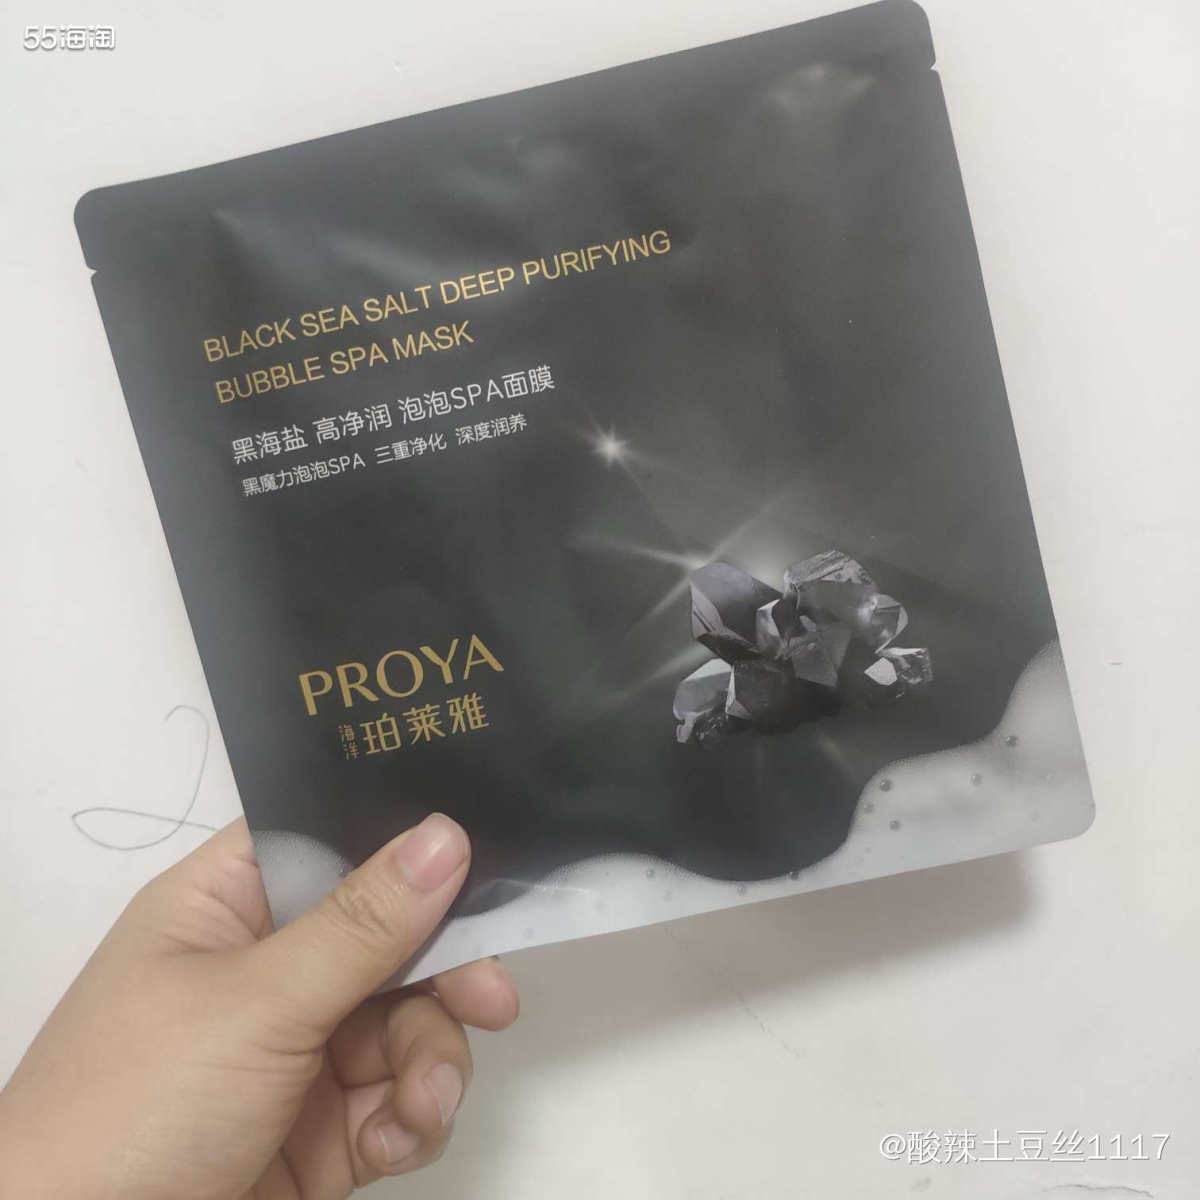 55海淘
BLACK SEA SALT DEEP PURIFYING
BUBBLE SPA MASK
黑海盐 高净润 泡泡SPA面膜
黑魔力泡泡SPA 三重净化 深度润养
PROYA
海洋 珀莱雅
@酸辣土豆丝1117